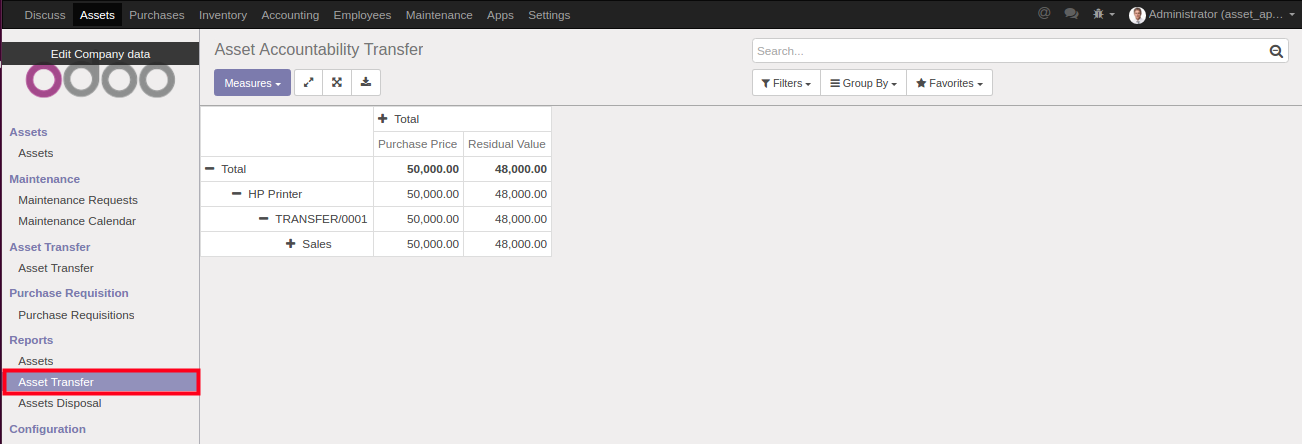 Discuss Assets Purchases Inventory Accounting Employees Maintenance Apps Settings @ Administrator (asset_ap...
Edit Company data
odoo
Assets
Assets
Maintenance
Maintenance Requests
Maintenance Calendar
Asset Transfer
Asset Transfer
Purchase Requisition
Purchase Requisitions
Reports
Assets
Asset Transfer
Assets Disposal
Configuration
Asset Accountability Transfer
Search...
Measures
Filters Group By Favorites
Total
Purchase Price Residual Value
Total 50,000.00 48,000.00
HP Printer 50,000.00 48,000.00
TRANSFER/0001 50,000.00 48,000.00
Sales 50,000.00 48,000.00